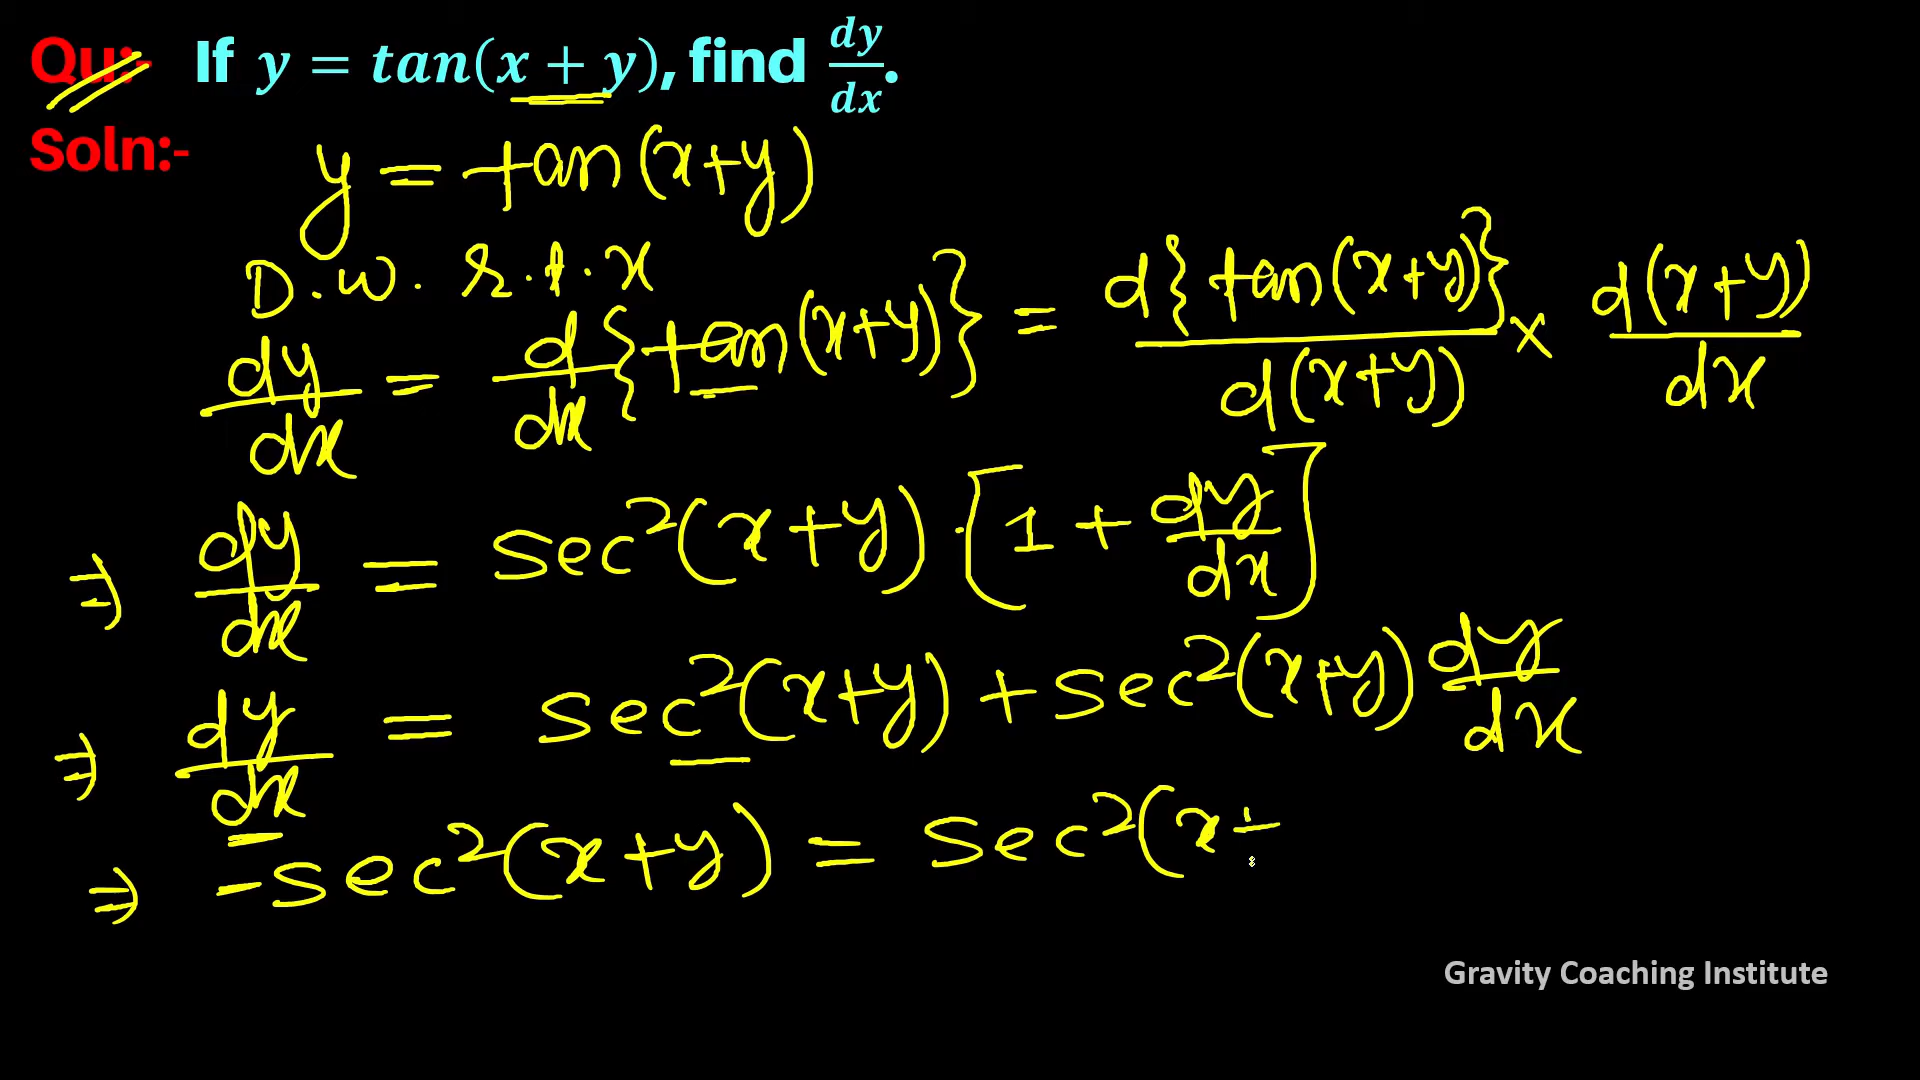 Qu:- If y = tan(x + y), find dy/dx.
Soln:- y = tan(x+y)
D.w.r.t.x
dy/dx = d/dx {tan(x+y)} = d{tan(x+y)}/d(x+y) × d(x+y)/dx
⇒ dy/dx = sec²(x+y).[1 + dy/dx]
⇒ dy/dx = sec²(x+y) + sec²(x+y) dy/dx
⇒ -sec²(x+y) = sec²(x+
Gravity Coaching Institute